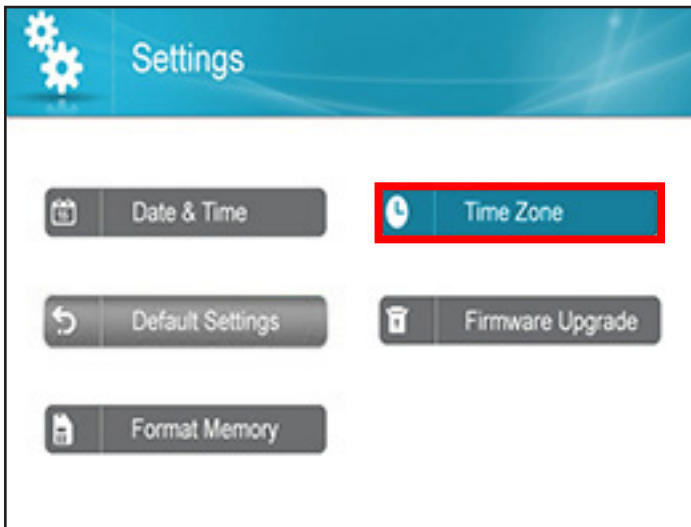 Settings
Date & Time
Time Zone
Default Settings
Firmware Upgrade
Format Memory